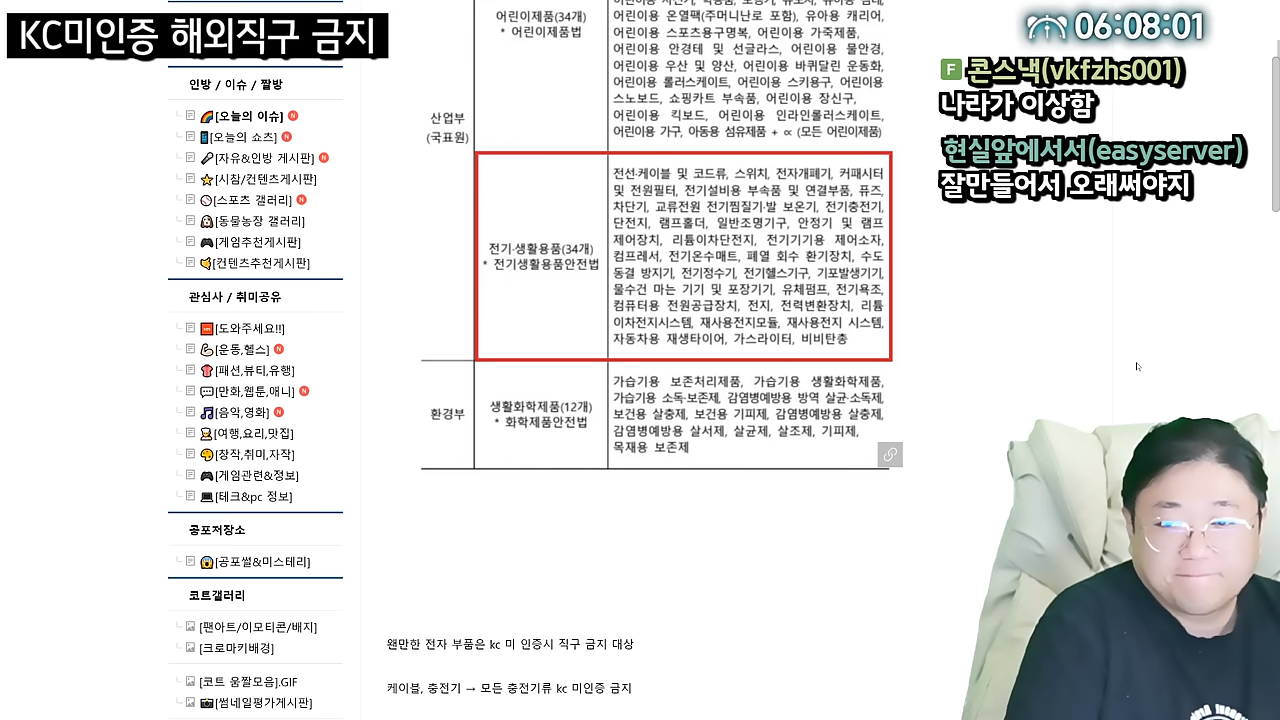 KC미인증 해외직구 금지
06:08:01
콘스낵(vkfzhs001)
나라가 이상함
현실앞에서서(easyserver)
잘만들어서 오래써야지
인방 / 이슈 / 짤방
[오늘의 이슈] N
[오늘의 쇼츠] N
[자유&인방 게시판] N
[시참/컨텐츠게시판]
[스포츠 갤러리] N
[동물농장 갤러리]
[게임추천게시판]
[컨텐츠추천게시판]
관심사 / 취미공유
[도와주세요!!]
[운동,헬스] N
[패션,뷰티,유행]
[만화,웹툰,애니] N
[음악,영화] N
[여행,요리,맛집]
[창작,취미,자작]
[게임관련&정보]
[테크&pc 정보]
공포저장소
[공포썰&미스테리]
코트갤러리
[팬아트/이모티콘/배지]
[크로마키배경]
[코트 움짤모음].GIF
[썸네일평가게시판]
산업부
(국표원)
어린이제품(34개)
* 어린이제품법
어린이용 온열팩(주머니난로 포함), 유아용 캐리어,
어린이용 스포츠용구명복, 어린이용 가죽제품,
어린이용 안경테 및 선글라스, 어린이용 물안경,
어린이용 우산 및 양산, 어린이용 바퀴달린 운동화,
어린이용 롤러스케이트, 어린이용 스키용구, 어린이용
스노보드, 쇼핑카트 부속품, 어린이용 장신구,
어린이용 킥보드, 어린이용 인라인롤러스케이트,
어린이용 가구, 아동용 섬유제품 + ∝ (모든 어린이제품)
전기·생활용품(34개)
* 전기생활용품안전법
전선·케이블 및 코드류, 스위치, 전자개폐기, 커패시터
및 전원필터, 전기설비용 부속품 및 연결부품, 퓨즈,
차단기, 교류전원 전기찜질기·발 보온기, 전기충전기,
단전지, 램프홀더, 일반조명기구, 안정기 및 램프
제어장치, 리튬이차단전지, 전기기기용 제어소자,
컴프레서, 전기온수매트, 폐열 회수 환기장치, 수도
동결 방지기, 전기정수기, 전기헬스기구, 기포발생기기,
물수건 마는 기기 및 포장기기, 유체펌프, 전기욕조,
컴퓨터용 전원공급장치, 전지, 전력변환장치, 리튬
이차전지시스템, 재사용전지모듈, 재사용전지 시스템,
자동차용 재생타이어, 가스라이터, 비비탄총
환경부
생활화학제품(12개)
* 화학제품안전법
가습기용 보존처리제품, 가습기용 생활화학제품,
가습기용 소독·보존제, 감염병예방용 방역 살균·소독제,
보건용 살충제, 보건용 기피제, 감염병예방용 살충제,
감염병예방용 살서제, 살균제, 살조제, 기피제,
목재용 보존제
왠만한 전자 부품은 kc 미 인증시 직구 금지 대상
케이블, 충전기 → 모든 충전기류 kc 미인증 금지